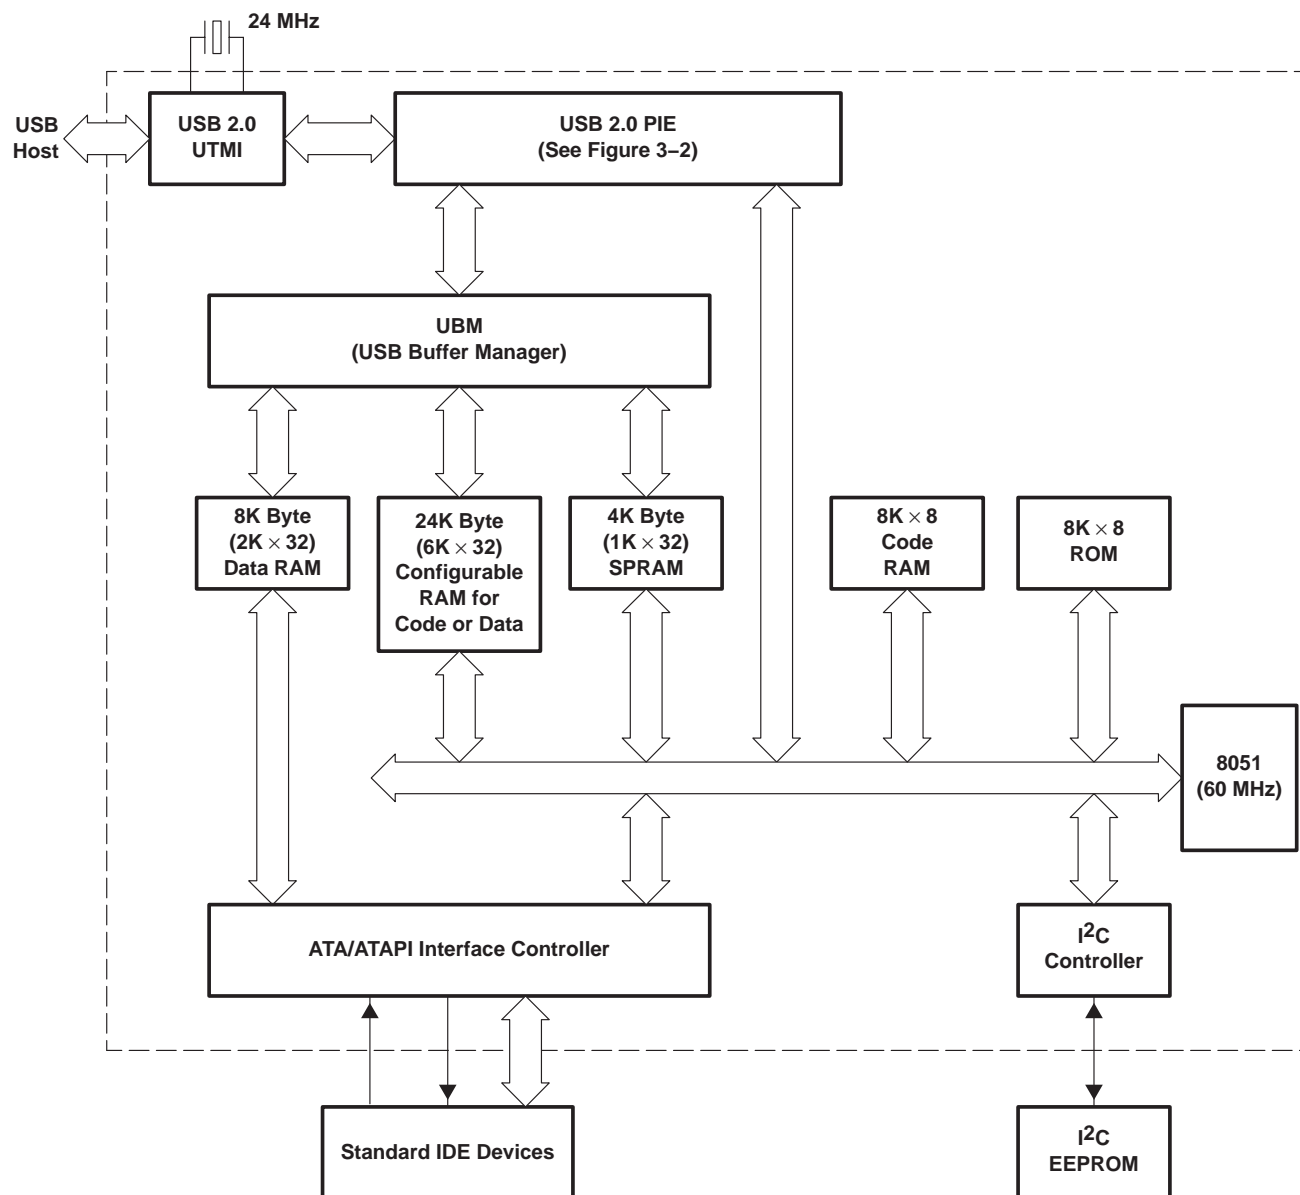 24 MHz
USB
Host
USB 2.0
UTMI
USB 2.0 PIE
(See Figure 3–2)
UBM
(USB Buffer Manager)
8K Byte
(2K × 32)
Data RAM
24K Byte
(6K × 32)
Configurable
RAM for
Code or Data
4K Byte
(1K × 32)
SPRAM
8K × 8
Code
RAM
8K × 8
ROM
8051
(60 MHz)
ATA/ATAPI Interface Controller
I²C
Controller
Standard IDE Devices
I²C
EEPROM